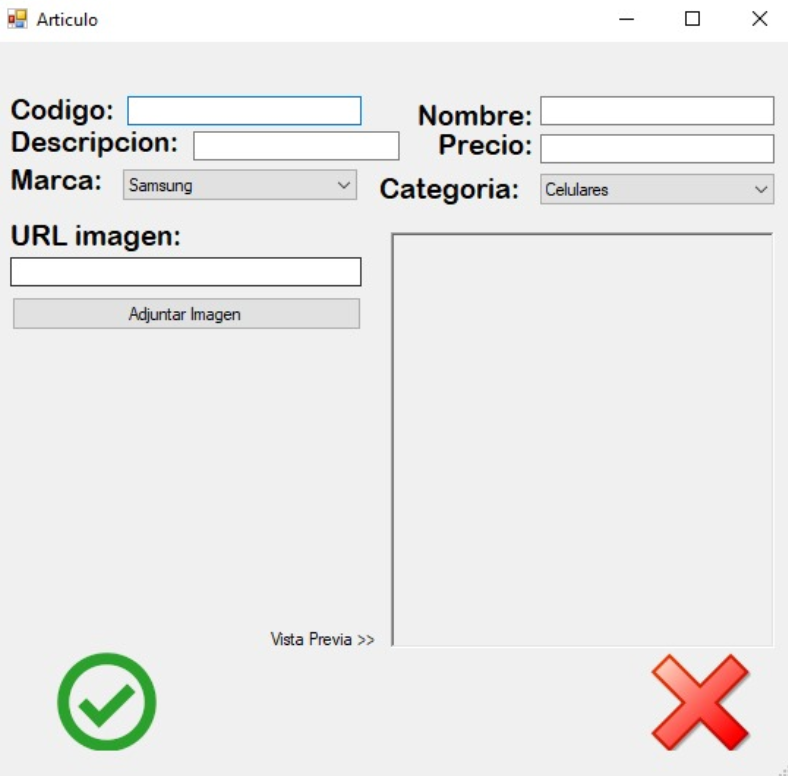 Articulo
Codigo:
Nombre:
Descripcion:
Precio:
Marca: Samsung
Categoria: Celulares
URL imagen:
Adjuntar Imagen
Vista Previa >>